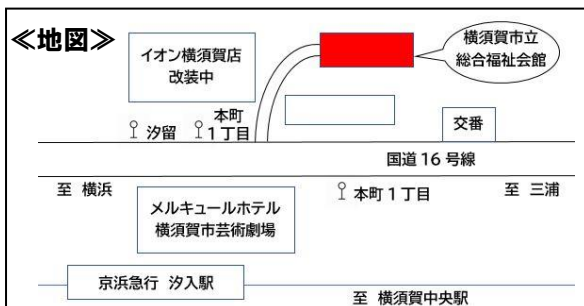 ≪地図≫
イオン横須賀店
改装中
横須賀市立
総合福祉会館
汐留
本町
1丁目
交番
国道16号線
至 横浜
本町1丁目
至 三浦
メルキュールホテル
横須賀市芸術劇場
京浜急行 汐入駅
至 横須賀中央駅